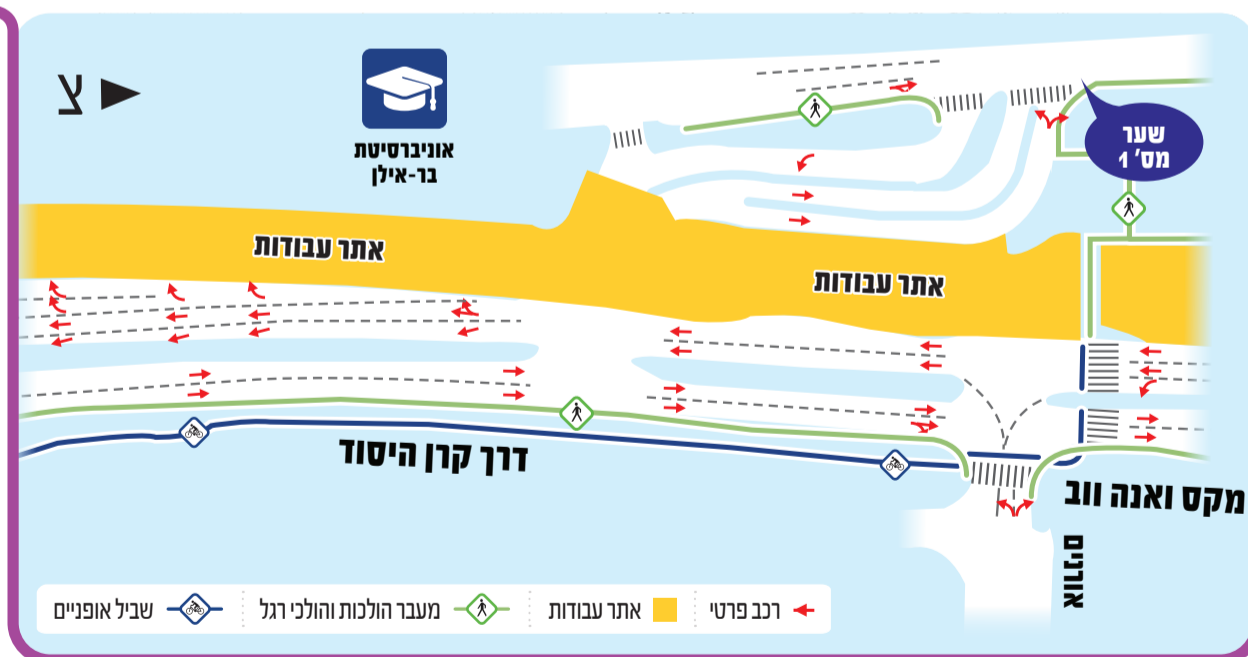 צ
אוניברסיטת
בר-אילן
שער
מס' 1
אתר עבודות
אתר עבודות
דרך קרן היסוד
מקס ואנה ווב
אורנים
רכב פרטי
אתר עבודות
מעבר הולכות והולכי רגל
שביל אופניים